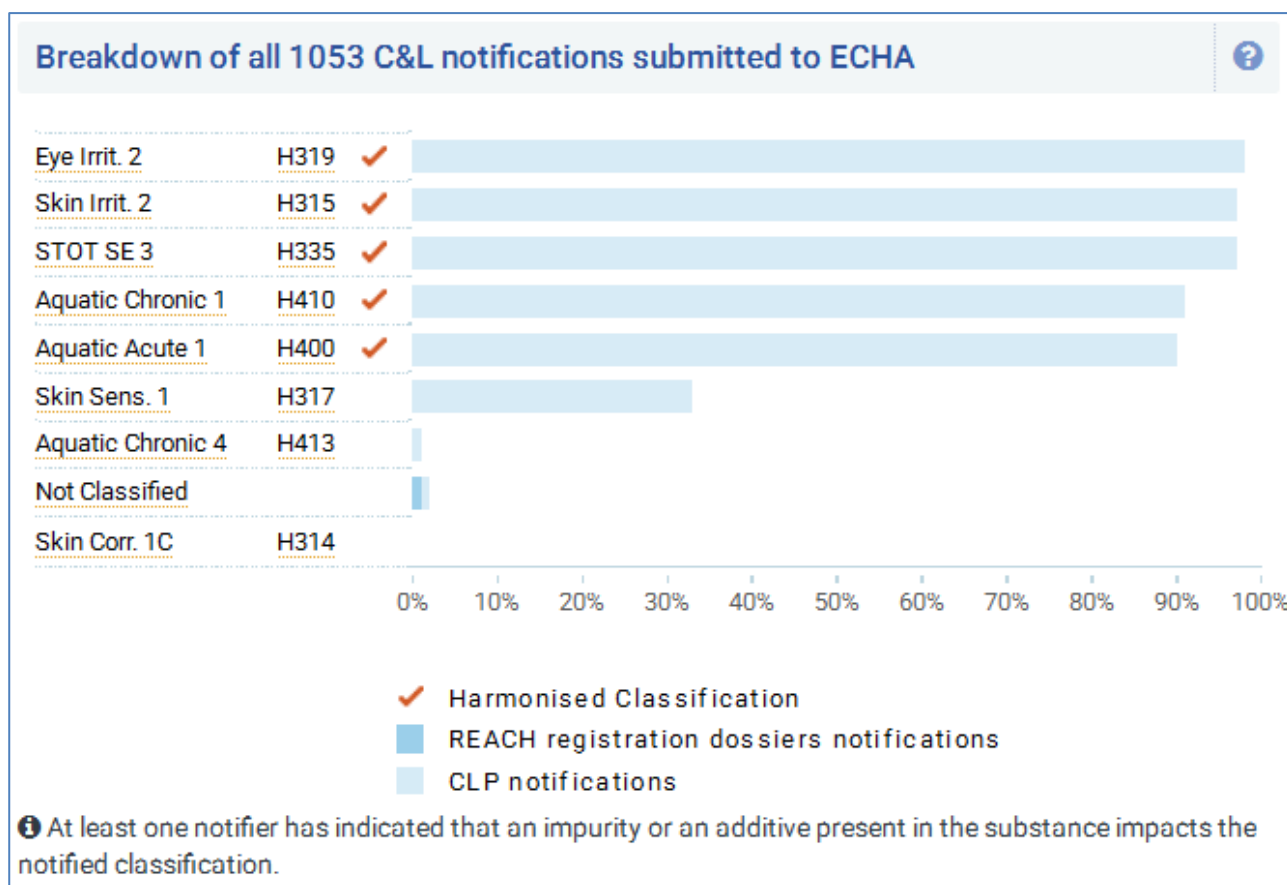 Breakdown of all 1053 C&L notifications submitted to ECHA
Eye Irrit. 2 H319
Skin Irrit. 2 H315
STOT SE 3 H335
Aquatic Chronic 1 H410
Aquatic Acute 1 H400
Skin Sens. 1 H317
Aquatic Chronic 4 H413
Not Classified
Skin Corr. 1C H314
0% 10% 20% 30% 40% 50% 60% 70% 80% 90% 100%
Harmonised Classification
REACH registration dossiers notifications
CLP notifications
At least one notifier has indicated that an impurity or an additive present in the substance impacts the
notified classification.